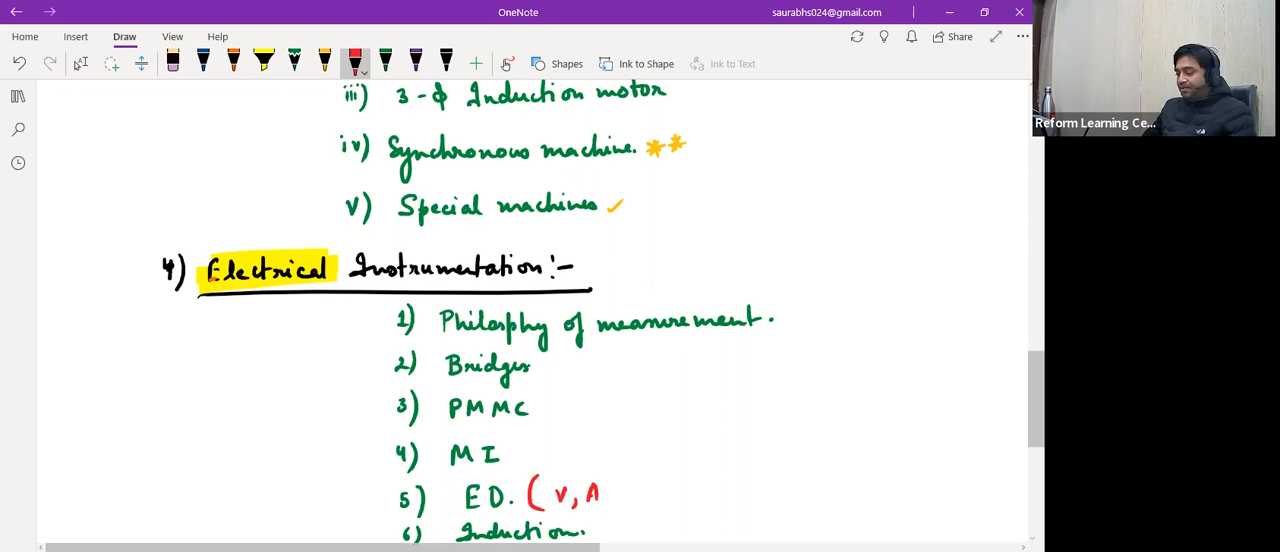 OneNote
saurabhs024@gmail.com
Home Insert Draw View Help
Share
Shapes
Ink to Shape
Ink to Text
Reform Learning Ce...
iii) 3-ϕ Induction motor
iv) Synchronous machine. **
v) Special machines ✓
4) Electrical Instrumentation :-
1) Philosphy of measurement.
2) Bridges
3) PMMC
4) MI
5) ED. ( V, A
6) Induction.